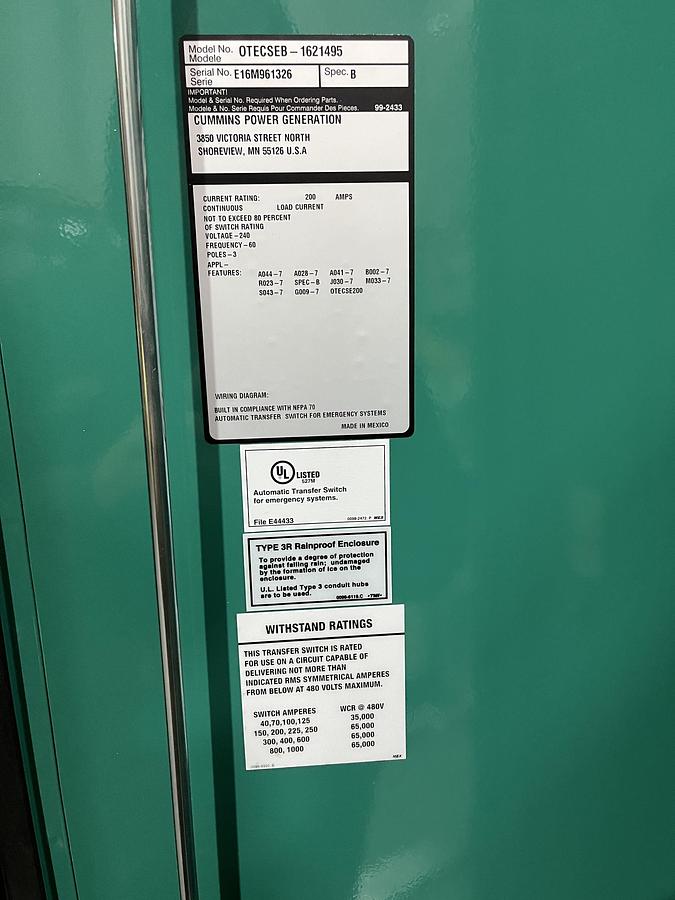 Model No. OTECSEB – 1621495
Modele
Serial No. E16M961326 Spec. B
Serie
IMPORTANT!
Model & Serial No. Required When Ordering Parts.
Modele & No. Serie Requis Pour Commander Des Pieces. 99-2433
CUMMINS POWER GENERATION
3850 VICTORIA STREET NORTH
SHOREVIEW, MN 55126 U.S.A
CURRENT RATING: 200 AMPS
CONTINUOUS LOAD CURRENT
NOT TO EXCEED 80 PERCENT
OF SWITCH RATING
VOLTAGE – 240
FREQUENCY – 60
POLES – 3
APPL –
FEATURES: A044 – 7 A028 – 7 A041 – 7 B002 – 7
R023 – 7 SPEC – B J030 – 7 M033 – 7
S043 – 7 G009 – 7 OTECSE200
WIRING DIAGRAM:
BUILT IN COMPLIANCE WITH NFPA 70
AUTOMATIC TRANSFER SWITCH FOR EMERGENCY SYSTEMS
MADE IN MEXICO
UL LISTED
527M
Automatic Transfer Switch
for emergency systems.
File E44433 0098-2472 P MEX
TYPE 3R Rainproof Enclosure
To provide a degree of protection
against falling rain; undamaged
by the formation of ice on the
enclosure.
U.L. Listed Type 3 conduit hubs
are to be used.
WITHSTAND RATINGS
THIS TRANSFER SWITCH IS RATED
FOR USE ON A CIRCUIT CAPABLE OF
DELIVERING NOT MORE THAN
INDICATED RMS SYMMETRICAL AMPERES
FROM BELOW AT 480 VOLTS MAXIMUM.
SWITCH AMPERES WCR @ 480V
40,70,100,125 35,000
150, 200, 225, 250 65,000
300, 400, 600 65,000
800, 1000 65,000
MEX